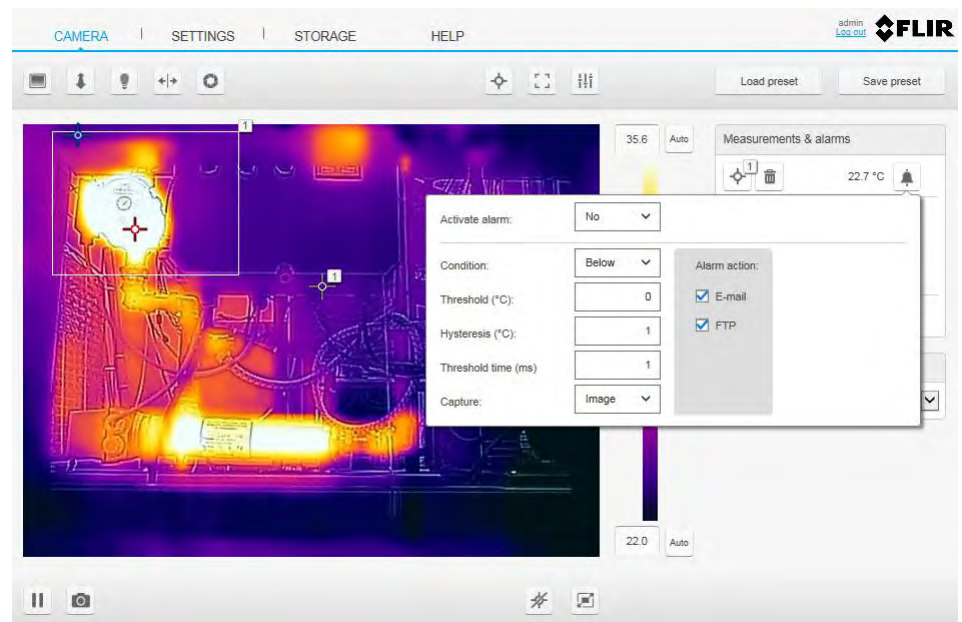 CAMERA SETTINGS STORAGE HELP
admin
Log out
FLIR
Load preset Save preset
1
35.6 Auto
Measurements & alarms
1
22.7 °C
Activate alarm: No
Condition: Below
Threshold (°C): 0
Hysteresis (°C): 1
Threshold time (ms) 1
Capture: Image
Alarm action:
E-mail
FTP
1
22.0 Auto